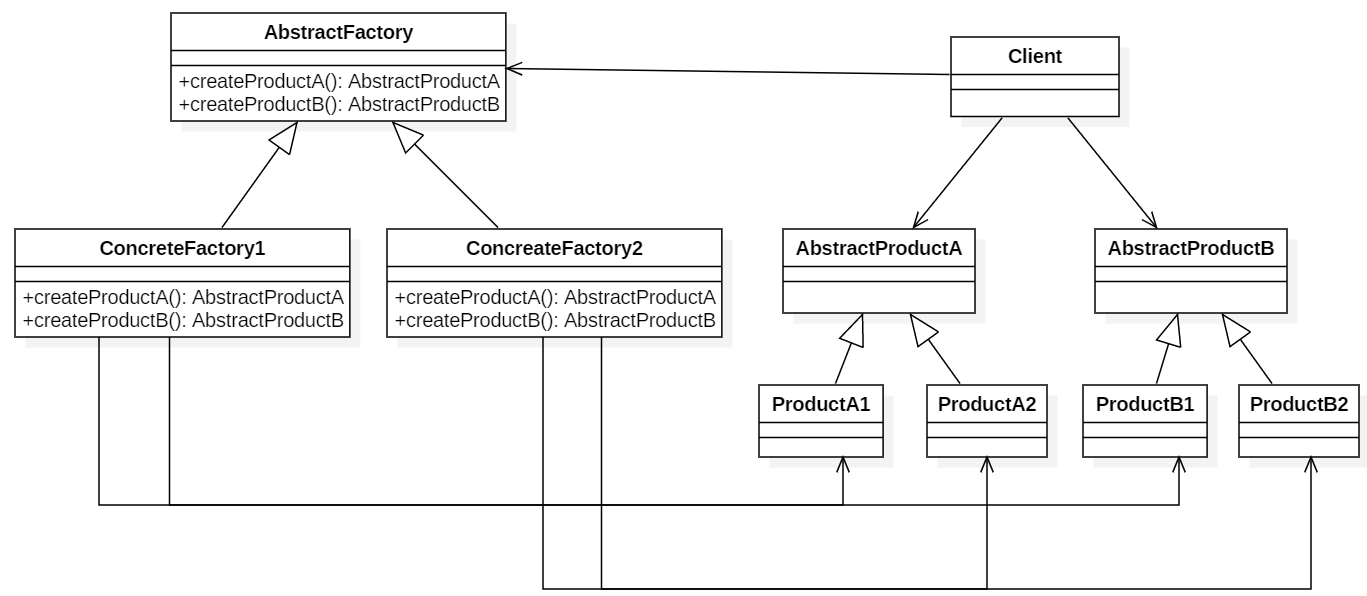 AbstractFactory
+createProductA(): AbstractProductA
+createProductB(): AbstractProductB
Client
ConcreteFactory1
+createProductA(): AbstractProductA
+createProductB(): AbstractProductB
ConcreateFactory2
+createProductA(): AbstractProductA
+createProductB(): AbstractProductB
AbstractProductA
AbstractProductB
ProductA1
ProductA2
ProductB1
ProductB2